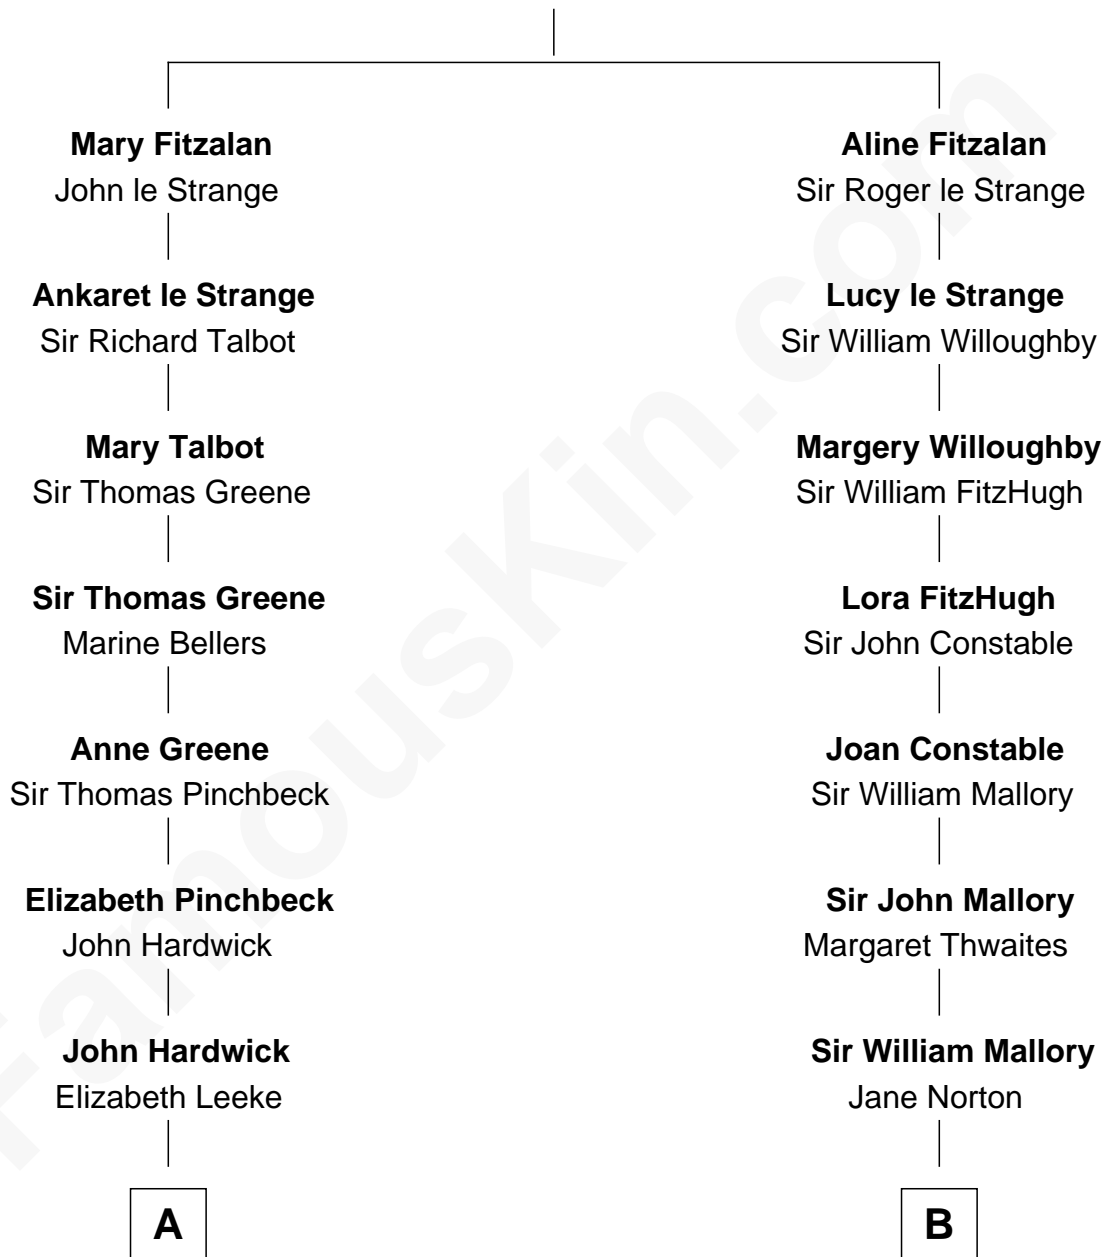 Mary Fitzalan
John le Strange
Aline Fitzalan
Sir Roger le Strange
Ankaret le Strange
Sir Richard Talbot
Lucy le Strange
Sir William Willoughby
Mary Talbot
Sir Thomas Greene
Margery Willoughby
Sir William FitzHugh
Sir Thomas Greene
Marine Bellers
Lora FitzHugh
Sir John Constable
Anne Greene
Sir Thomas Pinchbeck
Joan Constable
Sir William Mallory
Elizabeth Pinchbeck
John Hardwick
Sir John Mallory
Margaret Thwaites
John Hardwick
Elizabeth Leeke
Sir William Mallory
Jane Norton
A
B
FamousKin.com